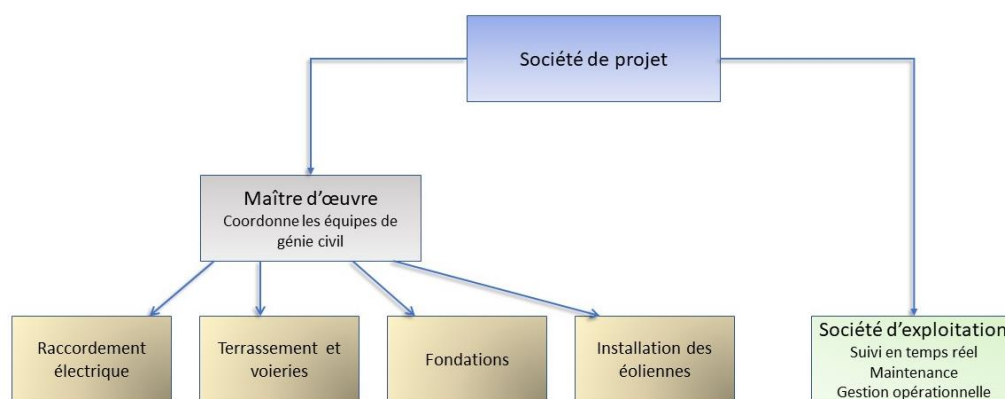 Société de projet
Maître d’œuvre
Coordonne les équipes de
génie civil
Raccordement
électrique
Terrassement et
voieries
Fondations
Installation des
éoliennes
Société d’exploitation
Suivi en temps réel
Maintenance
Gestion opérationnelle